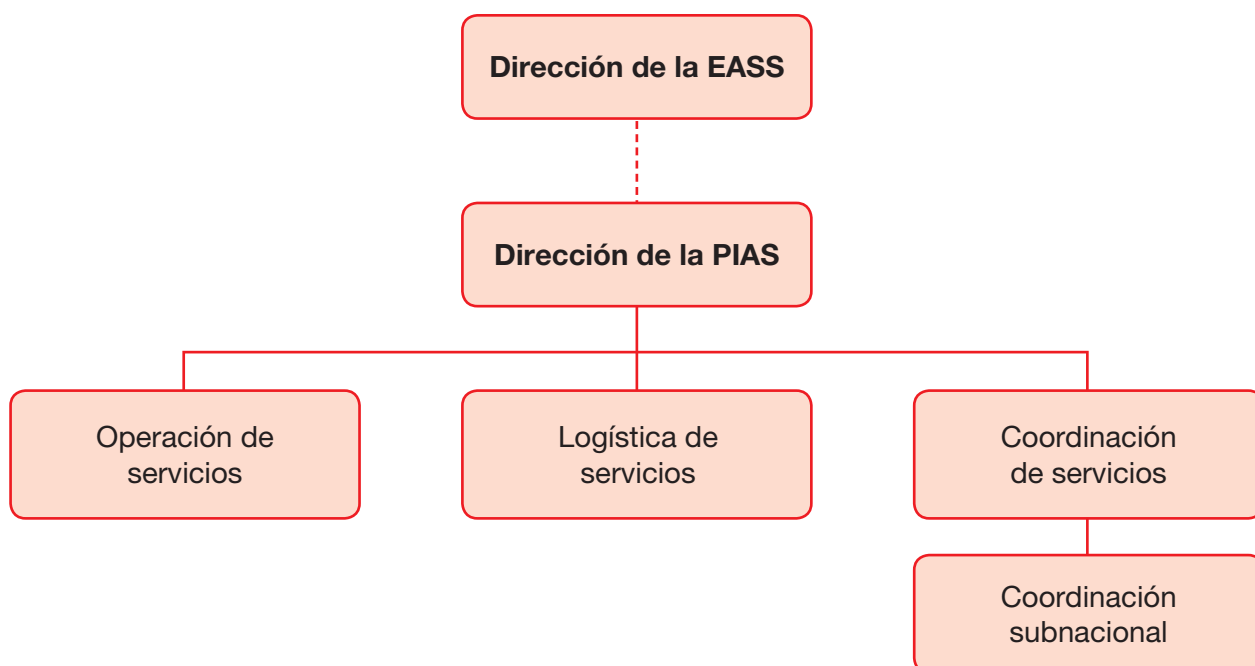 Dirección de la EASS
Dirección de la PIAS
Operación de
servicios
Logística de
servicios
Coordinación
de servicios
Coordinación
subnacional